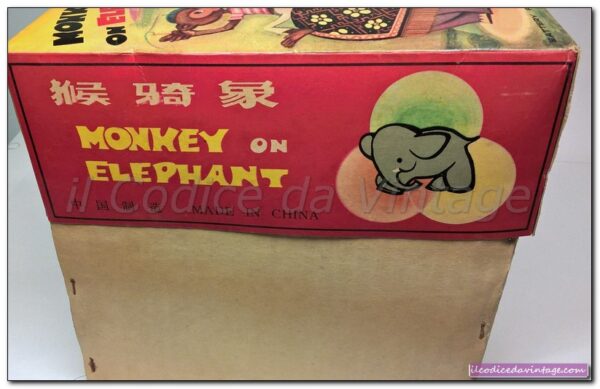 MONK
ELE
ON
猴骑象
MONKEY ON
ELEPHANT
中国制造 MADE IN CHINA
il Codice da Vintage
ilcodicedavintage.com